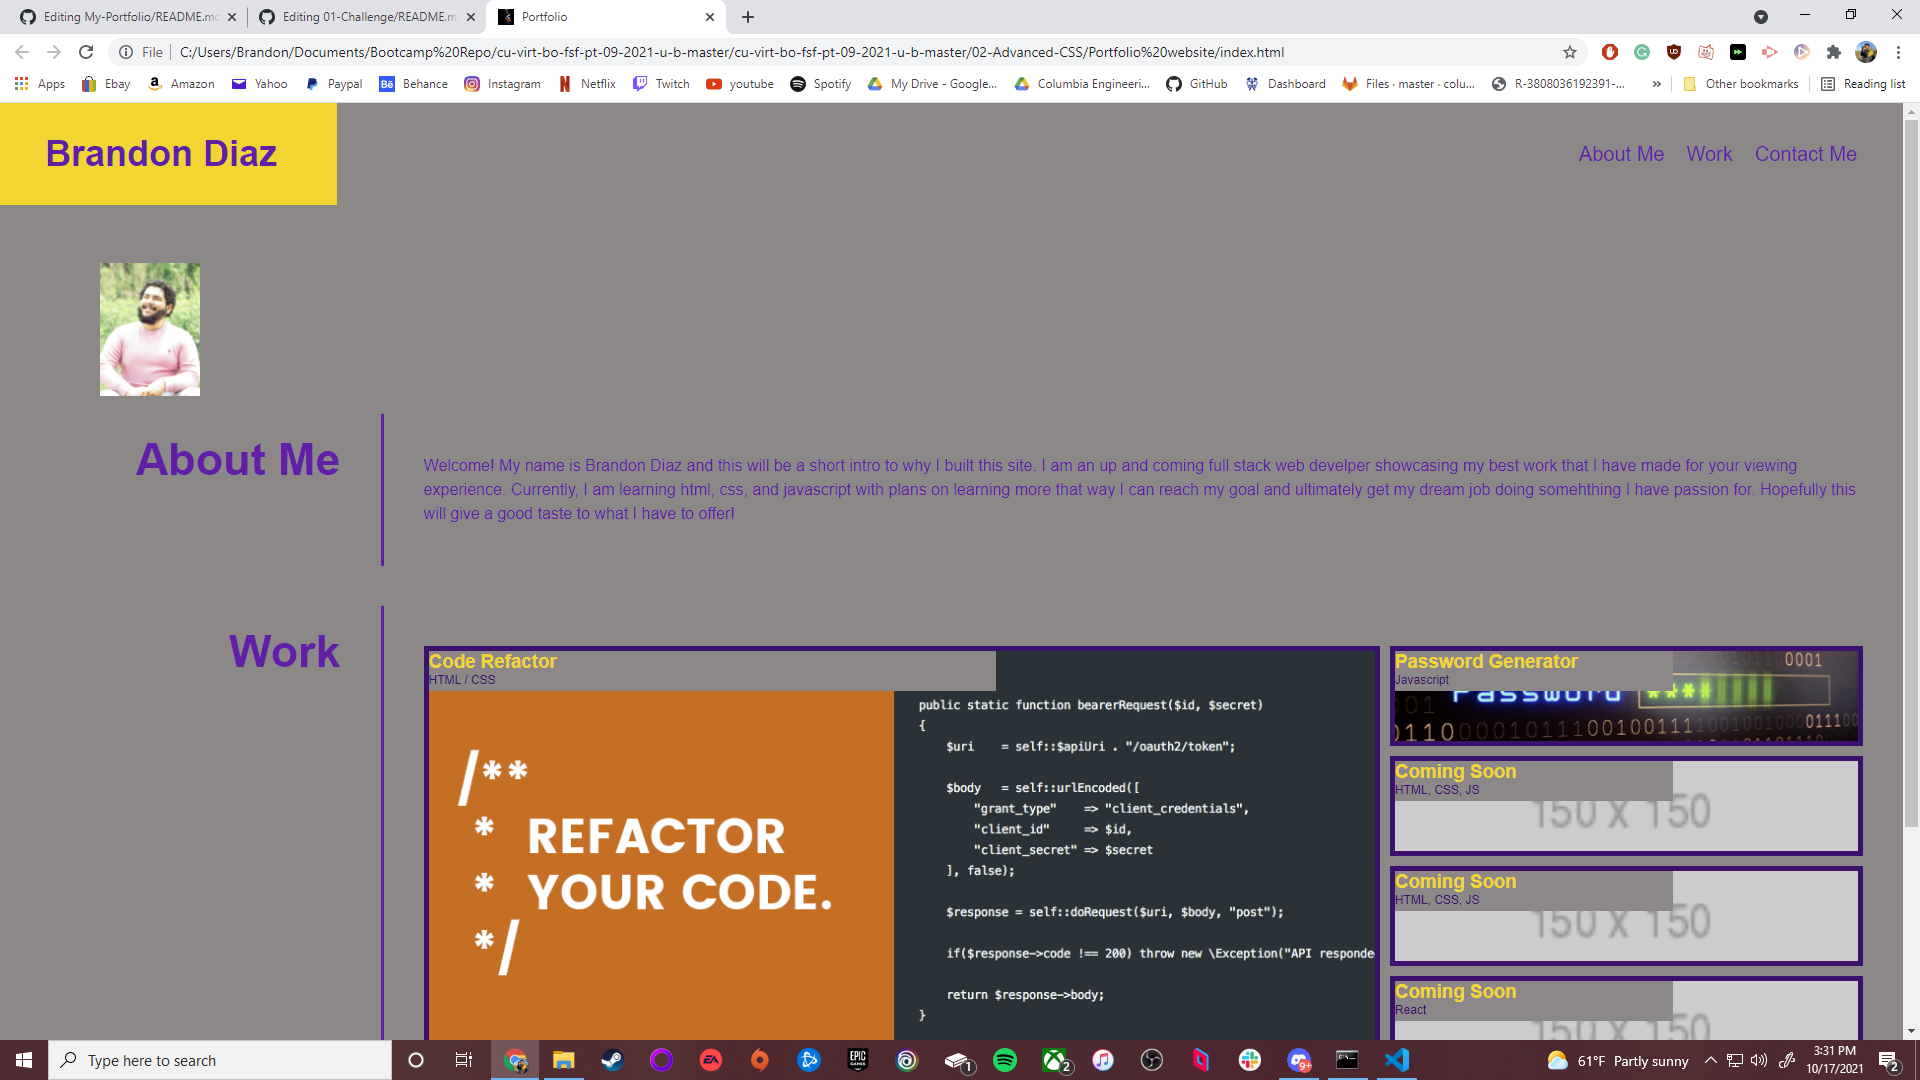 Editing My-Portfolio/README.md
Editing 01-Challenge/README.m
Portfolio
File
C:/Users/Brandon/Documents/Bootcamp%20Repo/cu-virt-bo-fsf-pt-09-2021-u-b-master/cu-virt-bo-fsf-pt-09-2021-u-b-master/02-Advanced-CSS/Portfolio%20website/index.html
Apps Ebay Amazon Yahoo Paypal Behance Instagram Netflix Twitch youtube Spotify My Drive - Google... Columbia Engineeri... GitHub Dashboard Files · master · colu... R-3808036192391-... » Other bookmarks Reading list
Brandon Diaz
About Me Work Contact Me
About Me
Welcome! My name is Brandon Diaz and this will be a short intro to why I built this site. I am an up and coming full stack web develper showcasing my best work that I have made for your viewing
experience. Currently, I am learning html, css, and javascript with plans on learning more that way I can reach my goal and ultimately get my dream job doing somehthing I have passion for. Hopefully this
will give a good taste to what I have to offer!
Work
Code Refactor
HTML / CSS
/**
* REFACTOR
* YOUR CODE.
*/
public static function bearerRequest($id, $secret)
{
$uri = self::$apiUri . "/oauth2/token";
$body = self::urlEncoded([
"grant_type" => "client_credentials",
"client_id" => $id,
"client_secret" => $secret
], false);
$response = self::doRequest($uri, $body, "post");
if($response->code !== 200) throw new \Exception("API responde
return $response->body;
}
Password Generator
Javascript
Password ****
Coming Soon
HTML, CSS, JS
150 X 150
Coming Soon
HTML, CSS, JS
150 X 150
Coming Soon
React
150 X 150
Type here to search
EA
EPIC GAMES
1
2
9+
61°F Partly sunny
3:31 PM
10/17/2021
2